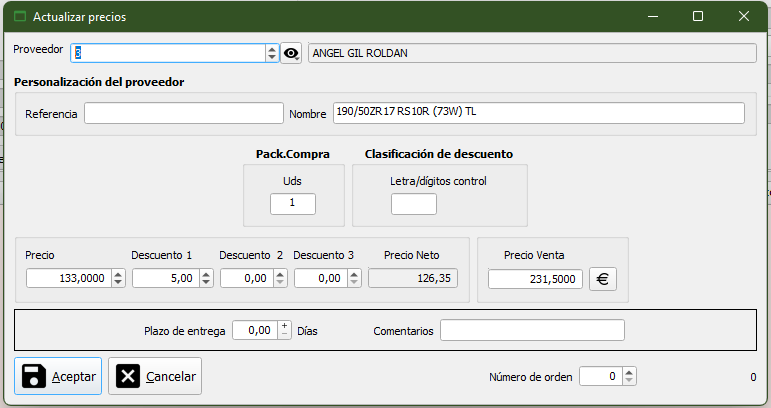 Actualizar precios
Proveedor 3 ANGEL GIL ROLDAN
Personalización del proveedor
Referencia Nombre 190/50ZR17 RS10R (73W) TL
Pack.Compra Clasificación de descuento
Uds Letra/dígitos control
1
Precio Descuento 1 Descuento 2 Descuento 3 Precio Neto Precio Venta
133,0000 5,00 0,00 0,00 126,35 231,5000 €
Plazo de entrega 0,00 Días Comentarios
Aceptar Cancelar Número de orden 0 0